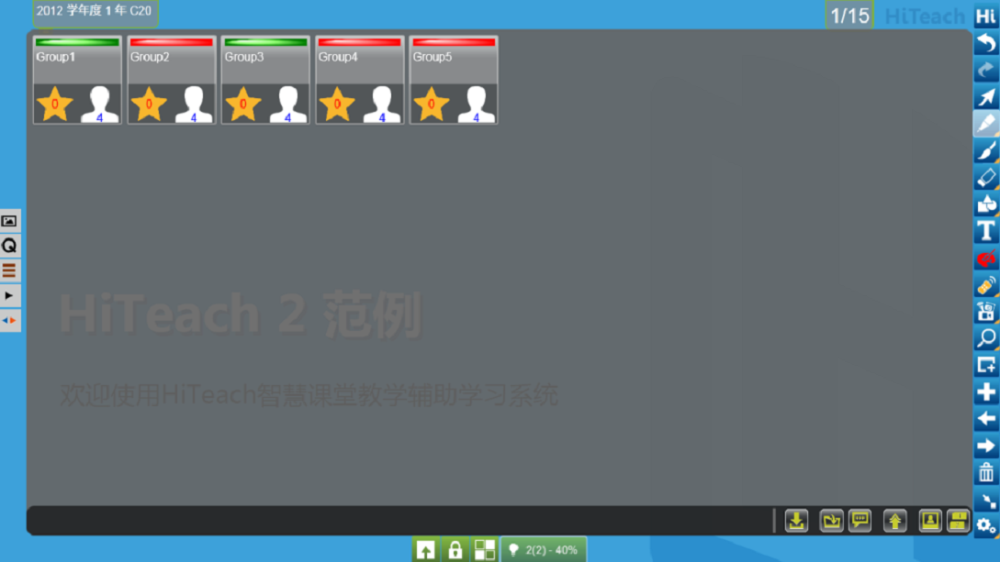 2012 学年度 1 年 C20
1/15
HiTeach
Hi
Group1
Group2
Group3
Group4
Group5
0
4
0
4
0
4
0
4
0
4
Q
T
HiTeach 2 范例
欢迎使用HiTeach智慧课堂教学辅助学习系统
2(2) - 40%